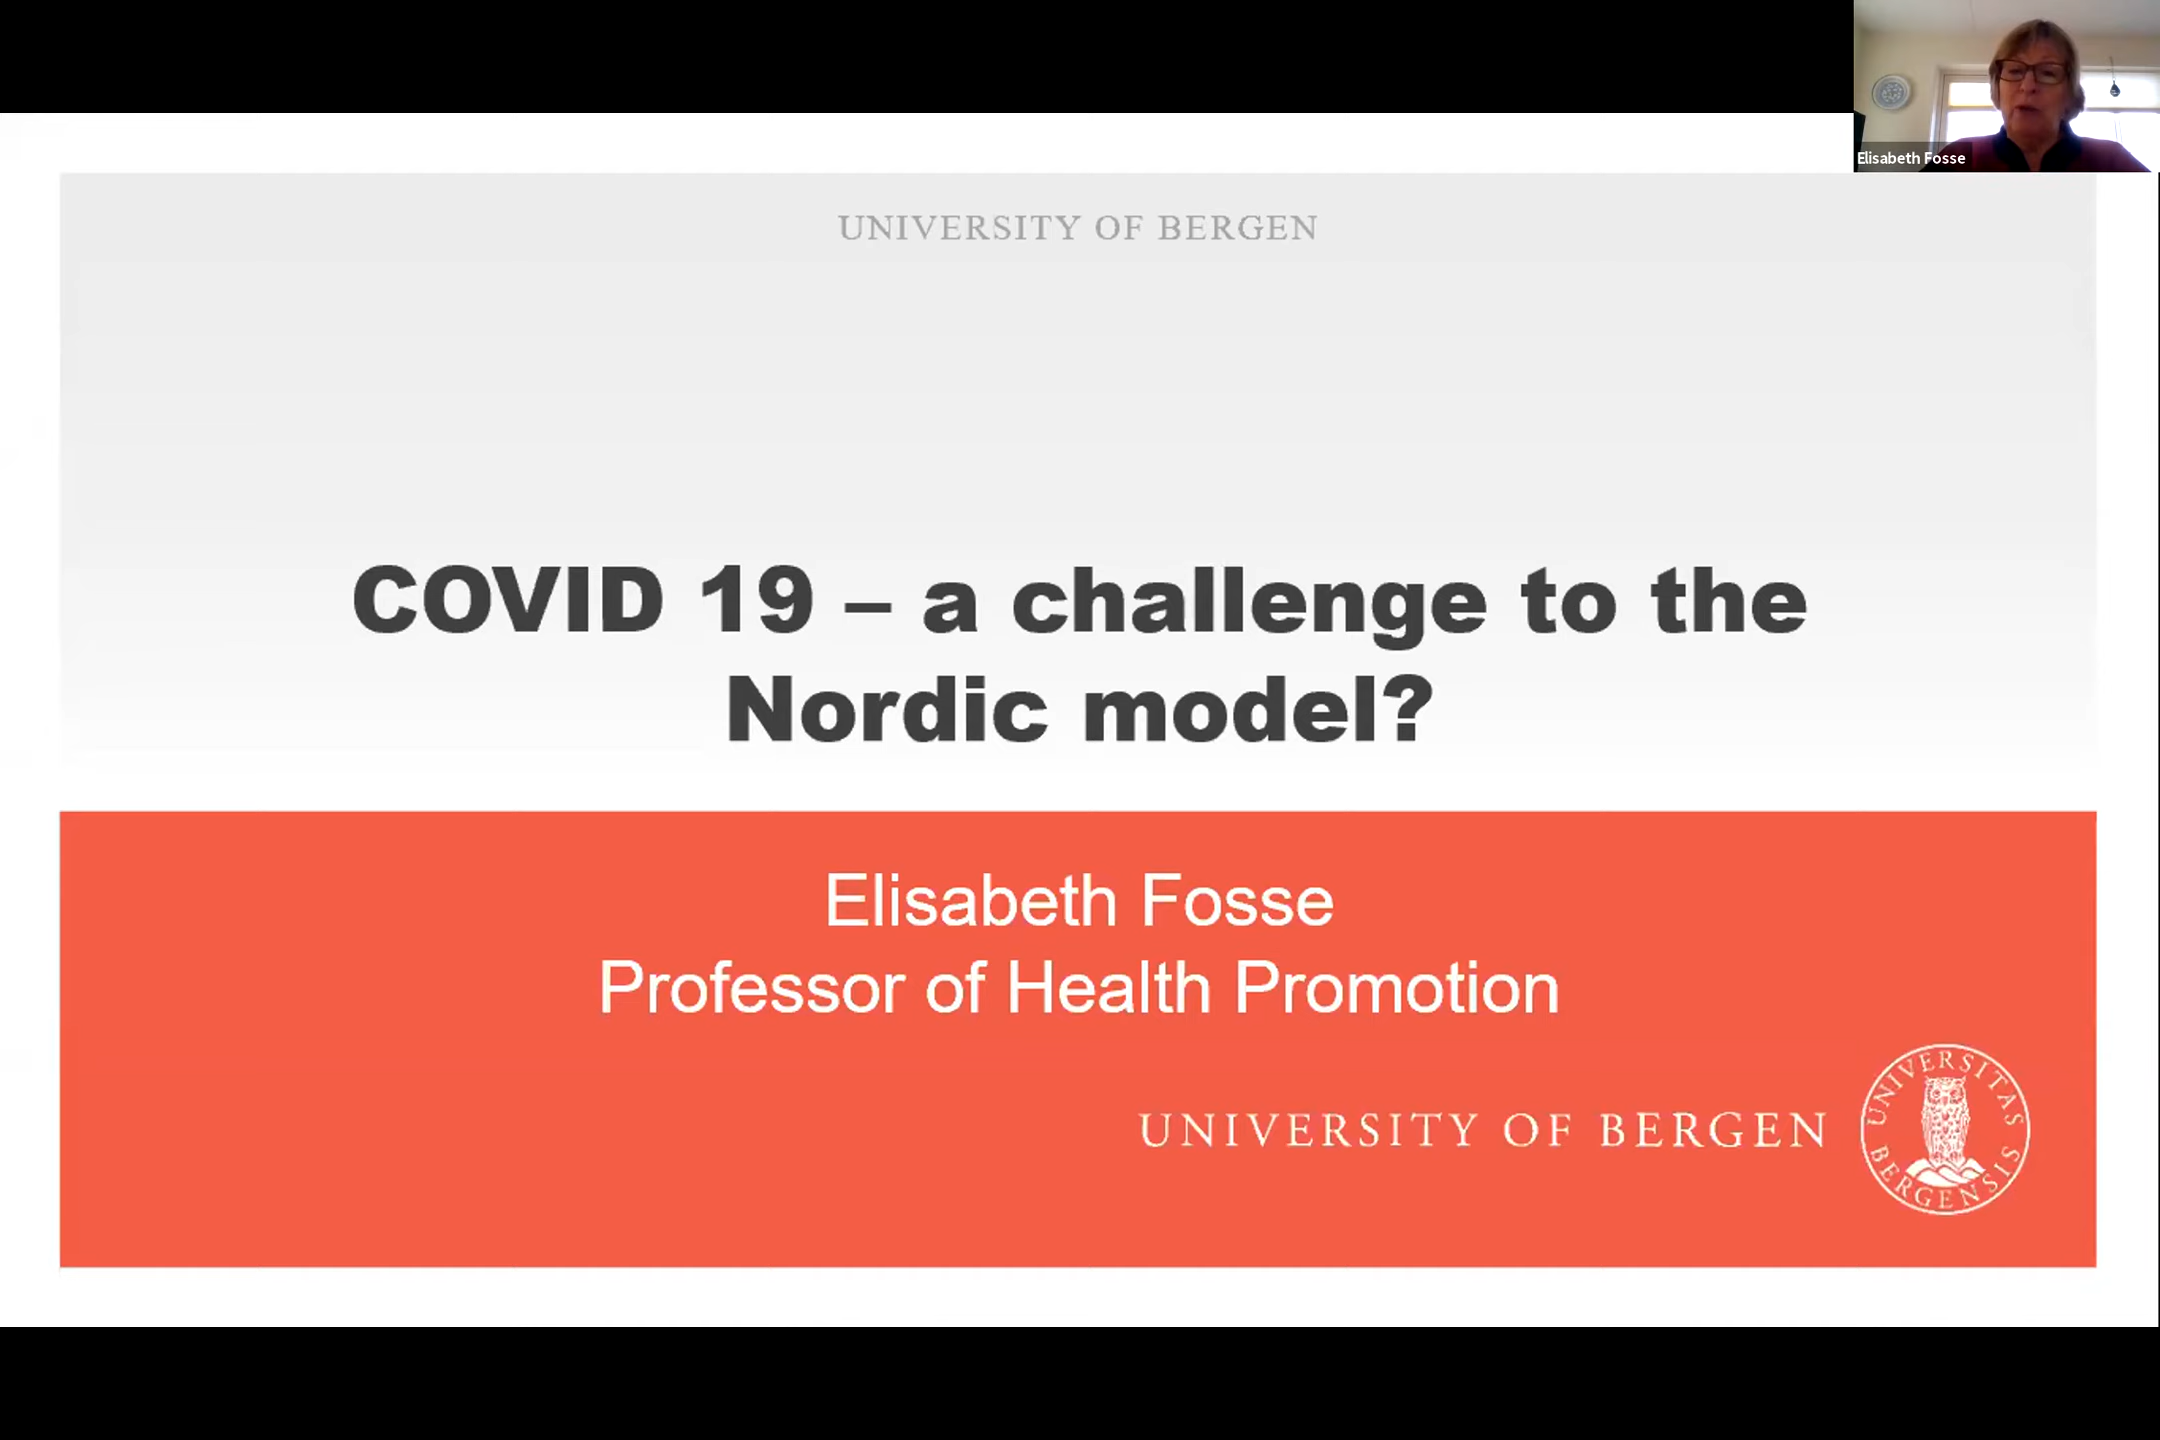 Elisabeth Fosse
UNIVERSITY OF BERGEN
COVID 19 – a challenge to the
Nordic model?
Elisabeth Fosse
Professor of Health Promotion
UNIVERSITY OF BERGEN
UNIVERSITAS
BERGENSIS